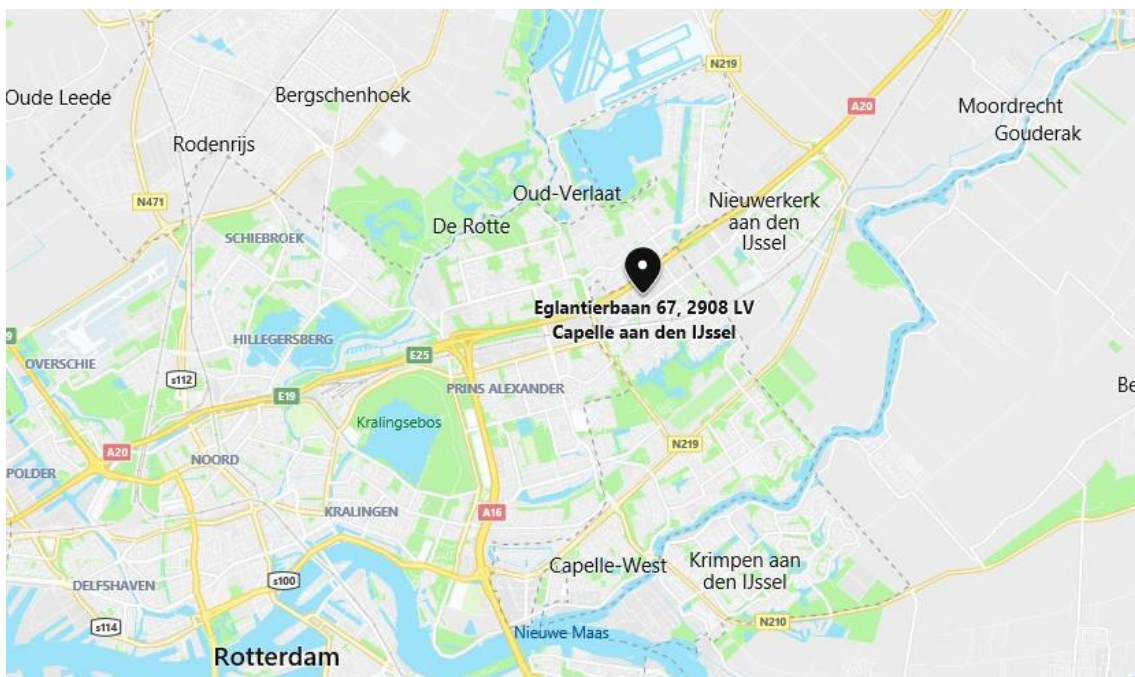 N219
A20
Oude Leede
Bergschenhoek
Moordrecht
Gouderak
Rodenrijs
N471
Oud-Verlaat
Nieuwerkerk
aan den
IJssel
De Rotte
SCHIEBROEK
Eglantierbaan 67, 2908 LV
Capelle aan den IJssel
HILLEGERSBERG
E25
OVERSCHIE
s112
PRINS ALEXANDER
Be
E19
Kralingsebos
N219
A20
NOORD
POLDER
KRALINGEN
A16
Capelle-West
Krimpen aan
den IJssel
DELFSHAVEN
s100
s114
N210
Nieuwe Maas
Rotterdam